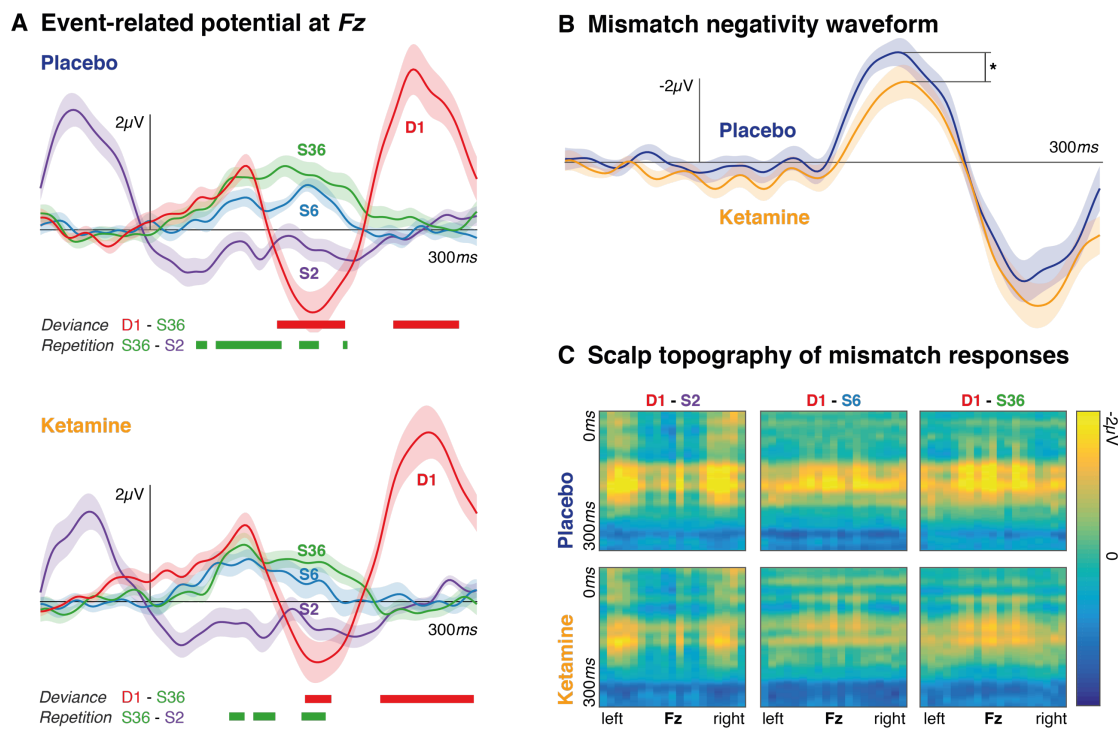 A Event-related potential at Fz
Placebo
2µV
S36
D1
S6
S2
300ms
Deviance D1 - S36
Repetition S36 - S2
Ketamine
2µV
D1
S36
S6
S2
300ms
Deviance D1 - S36
Repetition S36 - S2
B Mismatch negativity waveform
*
-2µV
Placebo
300ms
Ketamine
C Scalp topography of mismatch responses
D1 - S2 D1 - S6 D1 - S36
Placebo
0ms
300ms
Ketamine
0ms
300ms
left Fz right left Fz right left Fz right
-2µV
0